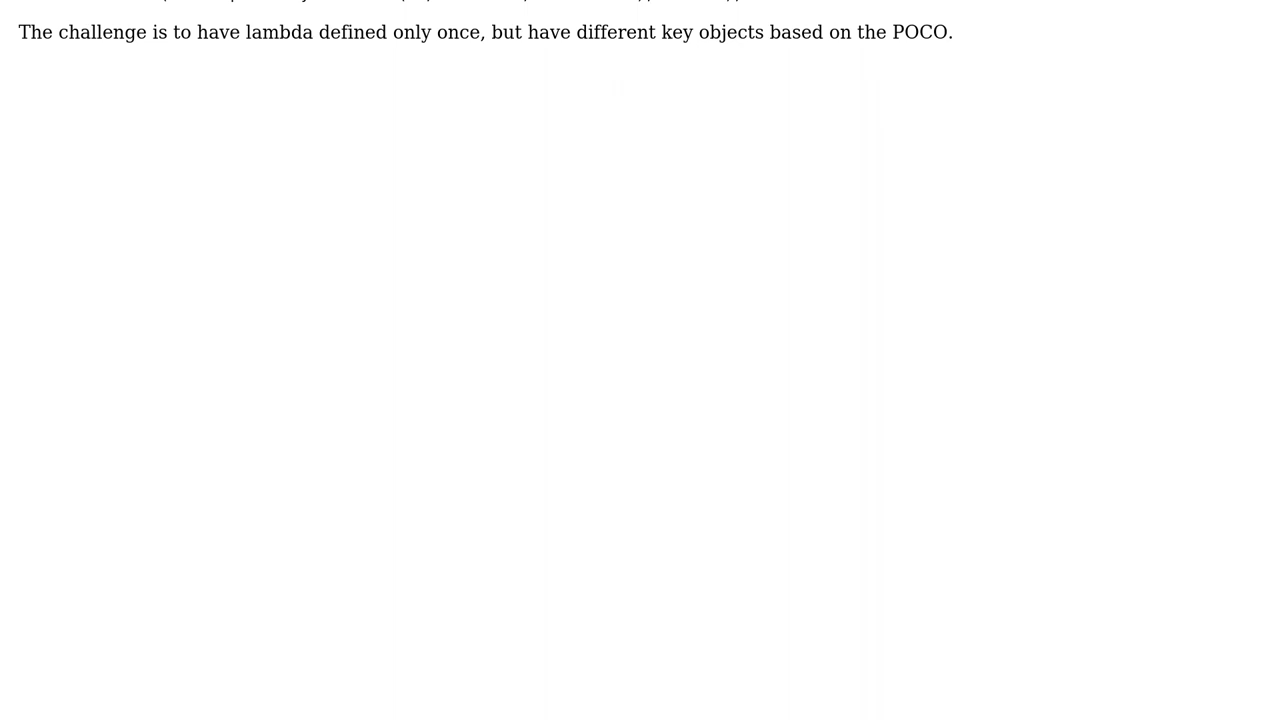 The challenge is to have lambda defined only once, but have different key objects based on the POCO.